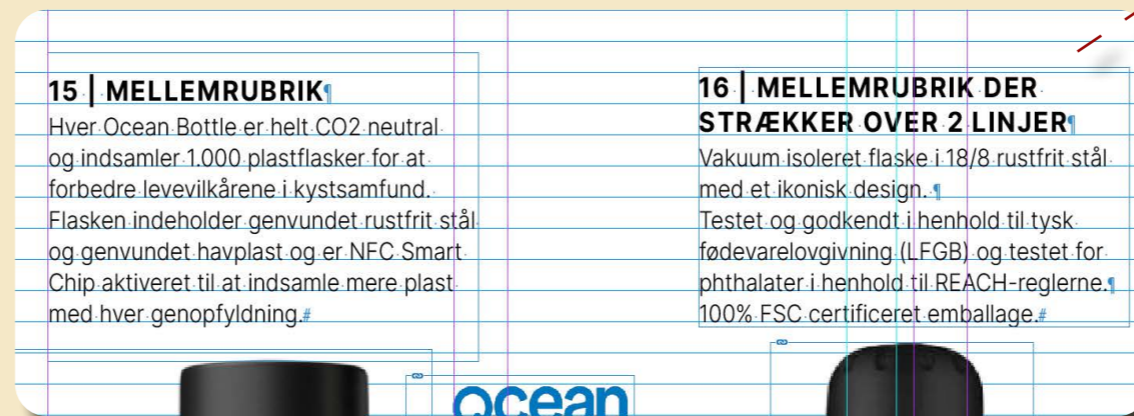 15 | MELLEMRUBRIK
Hver Ocean Bottle er helt CO2 neutral
og indsamler 1.000 plastflasker for at
forbedre levevilkårene i kystsamfund.
Flasken indeholder genvundet rustfrit stål
og genvundet havplast og er NFC Smart
Chip aktiveret til at indsamle mere plast
med hver genopfyldning.
16 | MELLEMRUBRIK DER
STRÆKKER OVER 2 LINJER
Vakuum isoleret flaske i 18/8 rustfrit stål
med et ikonisk design.
Testet og godkendt i henhold til tysk
fødevarelovgivning (LFGB) og testet for
phthalater i henhold til REACH-reglerne.
100% FSC certificeret emballage.
ocean